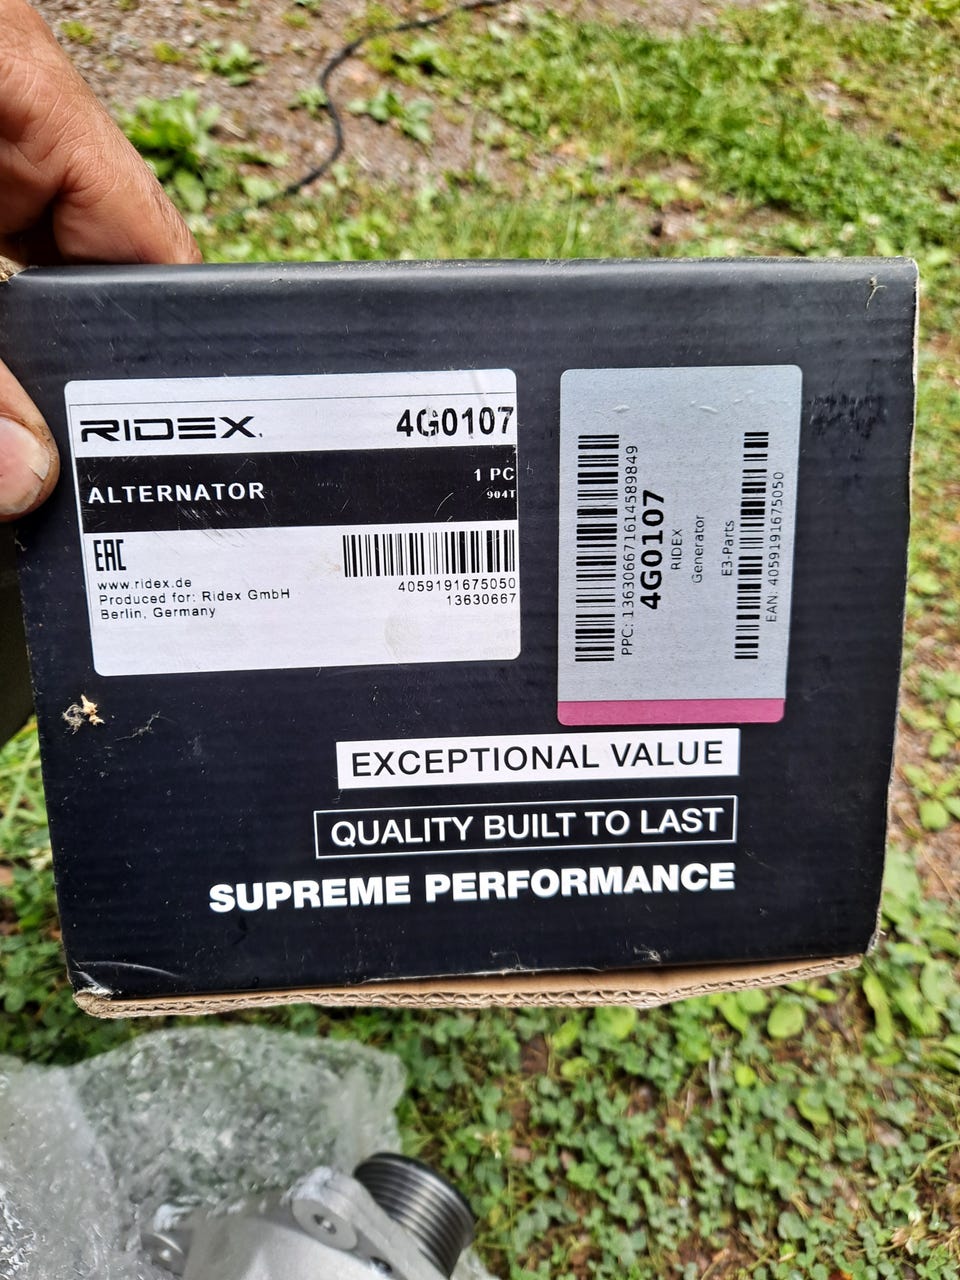 RIDEX
4G0107
ALTERNATOR
1 PC
904T
EAC
www.ridex.de
Produced for: Ridex GmbH
Berlin, Germany
4059191675050
13630667
PPC: 136306671614589849
4G0107
RIDEX
Generator
E3-Parts
EAN: 4059191675050
EXCEPTIONAL VALUE
QUALITY BUILT TO LAST
SUPREME PERFORMANCE